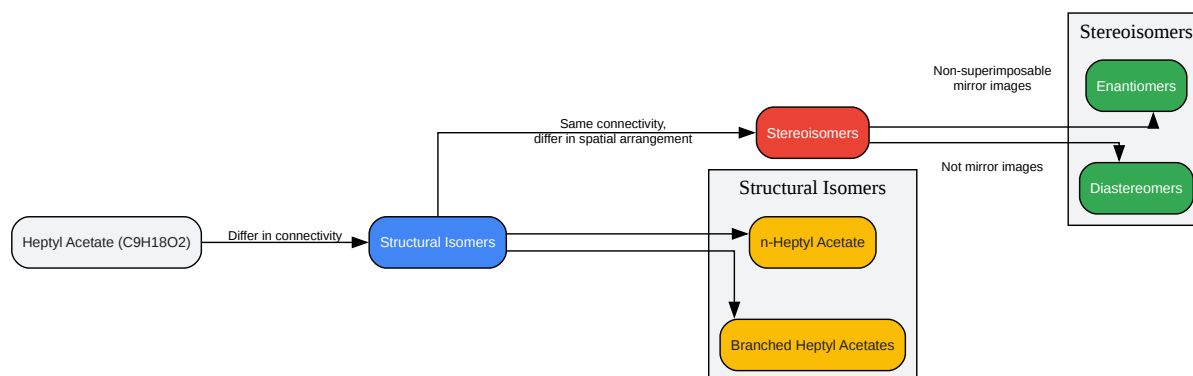 Heptyl Acetate (C9H18O2)
Differ in connectivity
Structural Isomers
Same connectivity,
differ in spatial arrangement
Stereoisomers
Non-superimposable
mirror images
Not mirror images
Stereoisomers
Enantiomers
Diastereomers
Structural Isomers
n-Heptyl Acetate
Branched Heptyl Acetates